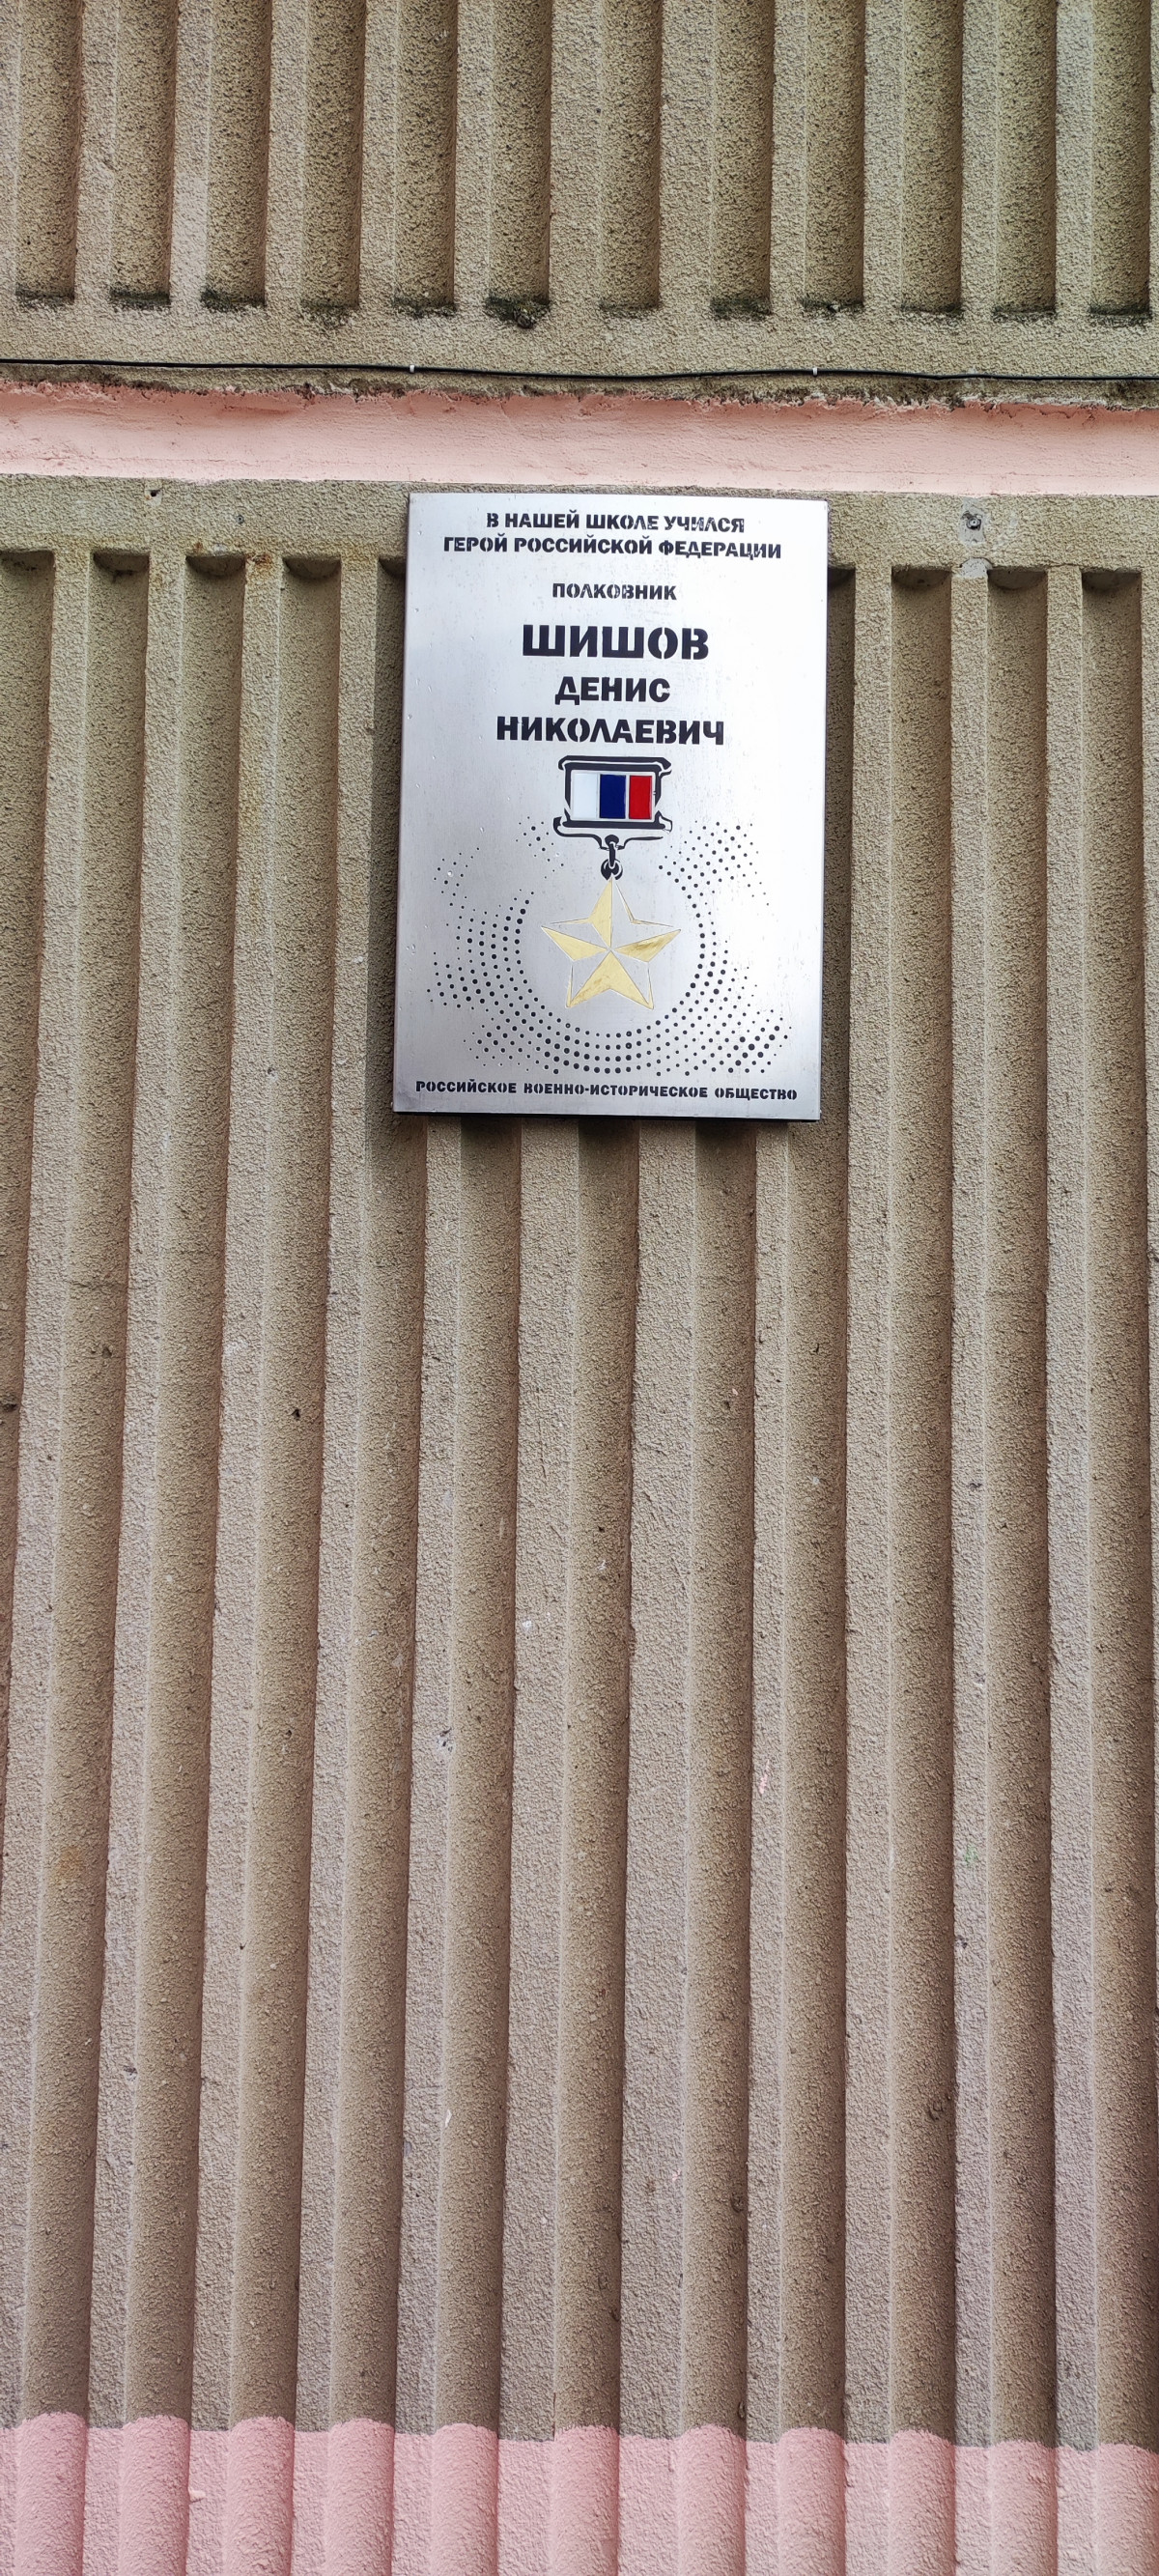 В НАШЕЙ ШКОЛЕ УЧИЛСЯ
ГЕРОЙ РОССИЙСКОЙ ФЕДЕРАЦИИ
ПОЛКОВНИК
ШИШОВ
ДЕНИС
НИКОЛАЕВИЧ
РОССИЙСКОЕ ВОЕННО-ИСТОРИЧЕСКОЕ ОБЩЕСТВО